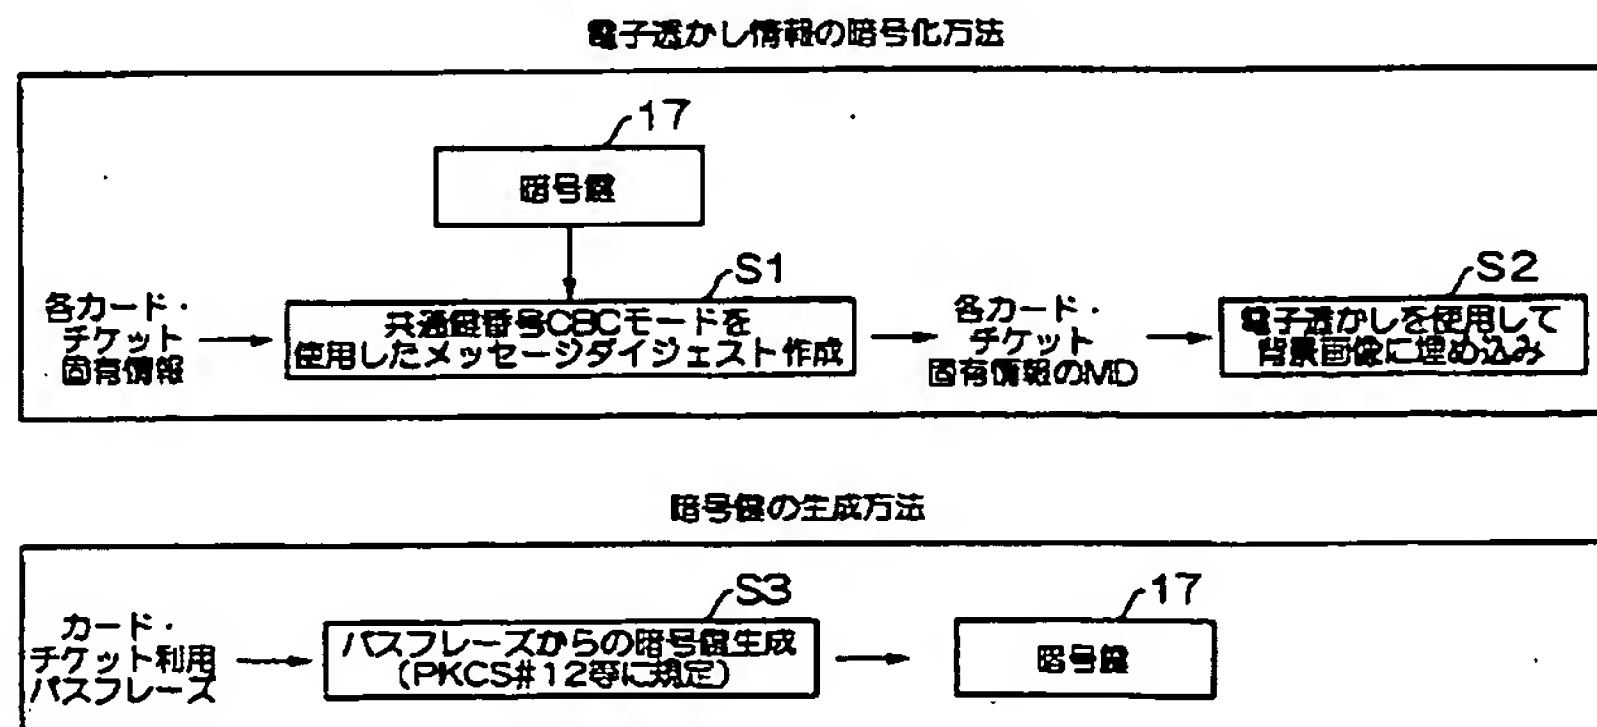 電子透かし情報の暗号化方法
17
暗号鍵
S1
S2
各カード・
チケット
固有情報
共通鍵番号CBCモードを
使用したメッセージダイジェスト作成
各カード・
チケット
固有情報のMD
電子透かしを使用して
背景画像に埋め込み
暗号鍵の生成方法
S3
17
カード・
チケット利用
パスフレーズ
パスフレーズからの暗号鍵生成
(PKCS#12等に規定)
暗号鍵